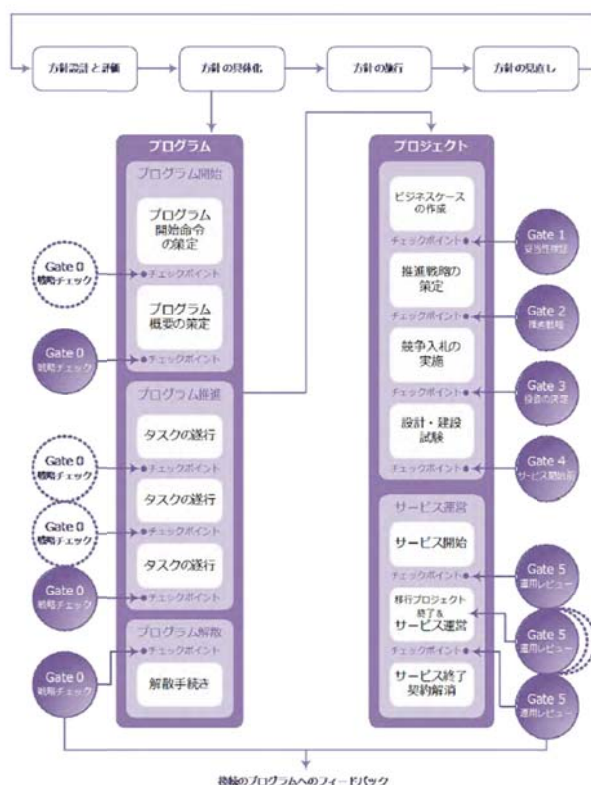 方針設計と評価
方針の具体化
方針の施行
方針の見直し
プログラム
プログラム開始
プログラム
開始命令
の策定
Gate 0
戦略チェック
チェックポイント
プログラム
概要の策定
Gate 0
戦略チェック
チェックポイント
プログラム推進
タスクの遂行
Gate 0
戦略チェック
チェックポイント
タスクの遂行
Gate 0
戦略チェック
チェックポイント
タスクの遂行
Gate 0
戦略チェック
チェックポイント
プログラム解散
チェックポイント
Gate 0
戦略チェック
解散手続き
プロジェクト
ビジネスケース
の作成
チェックポイント
Gate 1
妥当性検証
推進戦略の
策定
チェックポイント
Gate 2
推進戦略
競争入札の
実施
チェックポイント
Gate 3
投資の決定
設計・建設
試験
チェックポイント
Gate 4
サービス開始前
サービス運営
サービス開始
チェックポイント
Gate 5
運用レビュー
移行プロジェクト
終了&
サービス運営
Gate 5
運用レビュー
チェックポイント
サービス終了
契約解消
Gate 5
運用レビュー
後続のプログラムへのフィードバック